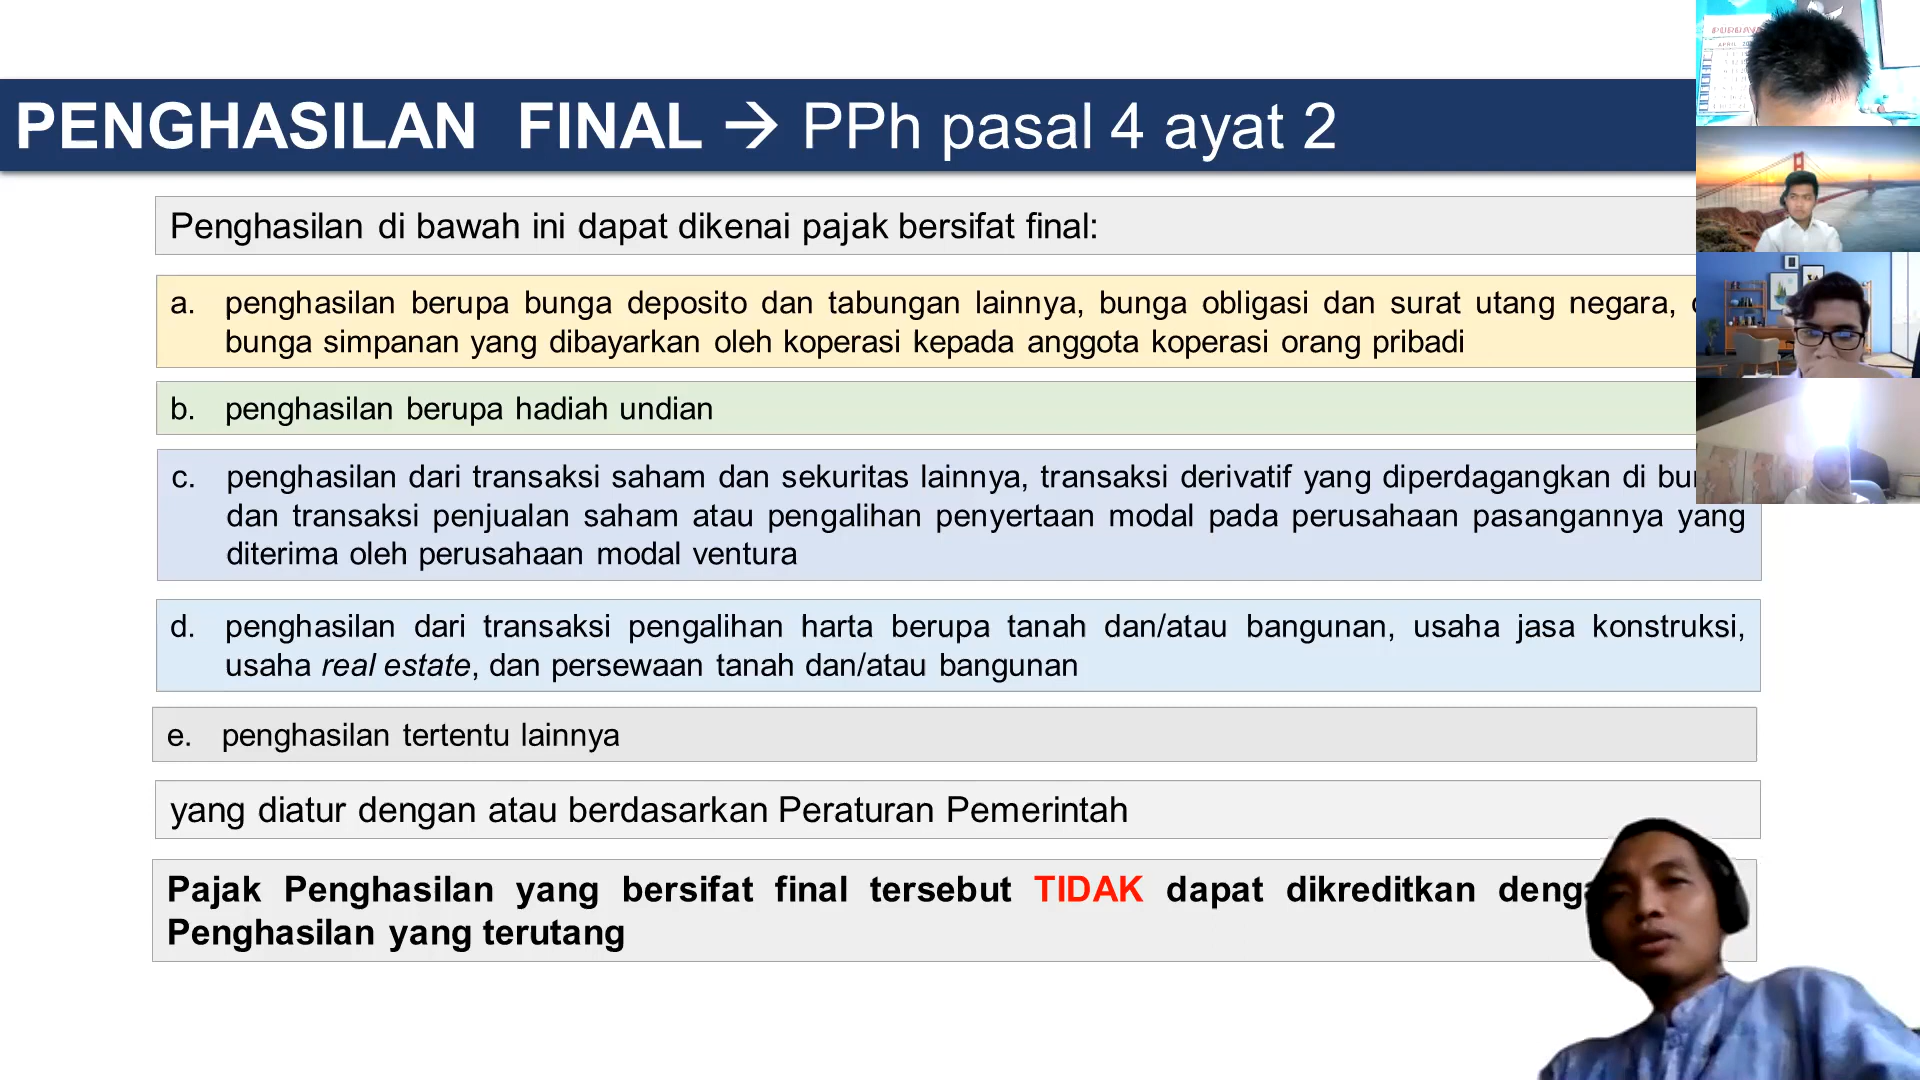 PENGHASILAN FINAL → PPh pasal 4 ayat 2
Penghasilan di bawah ini dapat dikenai pajak bersifat final:
a. penghasilan berupa bunga deposito dan tabungan lainnya, bunga obligasi dan surat utang negara,
bunga simpanan yang dibayarkan oleh koperasi kepada anggota koperasi orang pribadi
b. penghasilan berupa hadiah undian
c. penghasilan dari transaksi saham dan sekuritas lainnya, transaksi derivatif yang diperdagangkan di
dan transaksi penjualan saham atau pengalihan penyertaan modal pada perusahaan pasangannya yang
diterima oleh perusahaan modal ventura
d. penghasilan dari transaksi pengalihan harta berupa tanah dan/atau bangunan, usaha jasa konstruksi,
usaha real estate, dan persewaan tanah dan/atau bangunan
e. penghasilan tertentu lainnya
yang diatur dengan atau berdasarkan Peraturan Pemerintah
Pajak Penghasilan yang bersifat final tersebut TIDAK dapat dikreditkan
Penghasilan yang terutang
APRIL